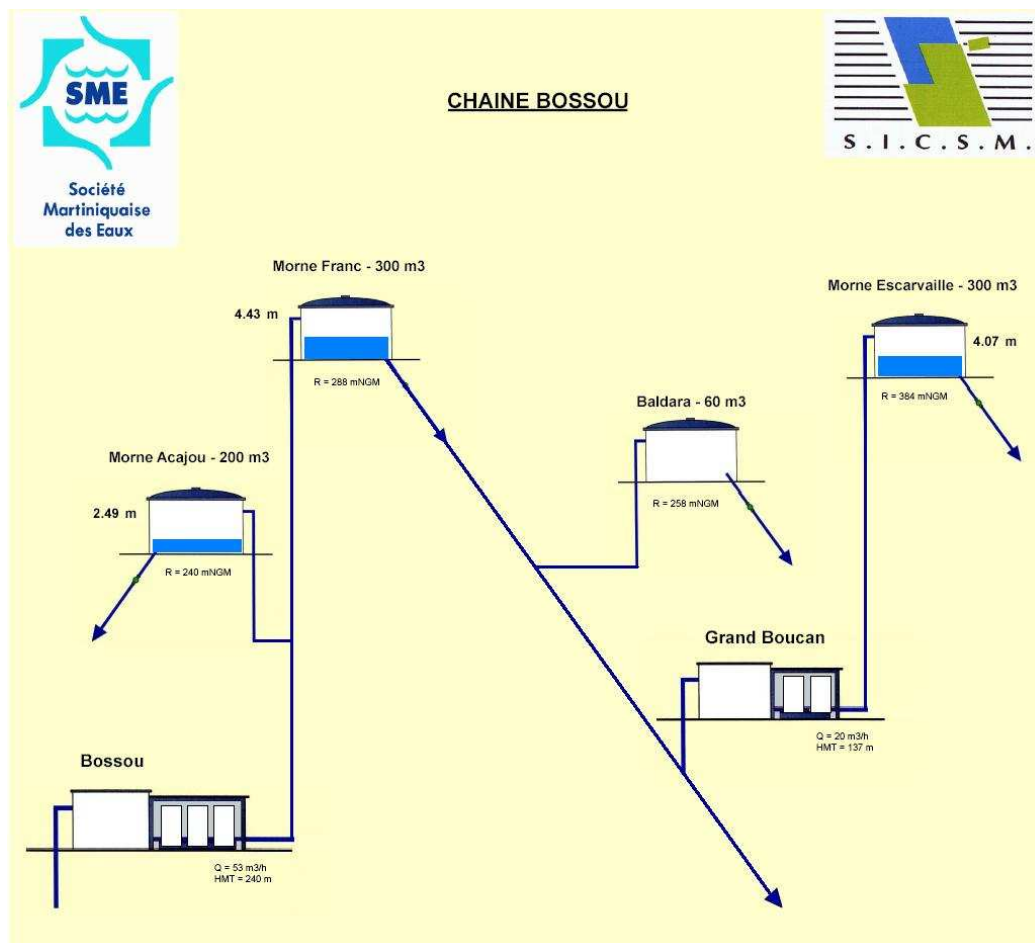 SME
Société
Martiniquaise
des Eaux
CHAINE BOSSOU
S.I.C.S.M.
Morne Franc - 300 m3
4.43 m
R = 288 mNGM
Morne Escarvaille - 300 m3
4.07 m
R = 384 mNGM
Baldara - 60 m3
R = 258 mNGM
Morne Acajou - 200 m3
2.49 m
R = 240 mNGM
Grand Boucan
Q = 20 m3/h
HMT = 137 m
Bossou
Q = 53 m3/h
HMT = 240 m